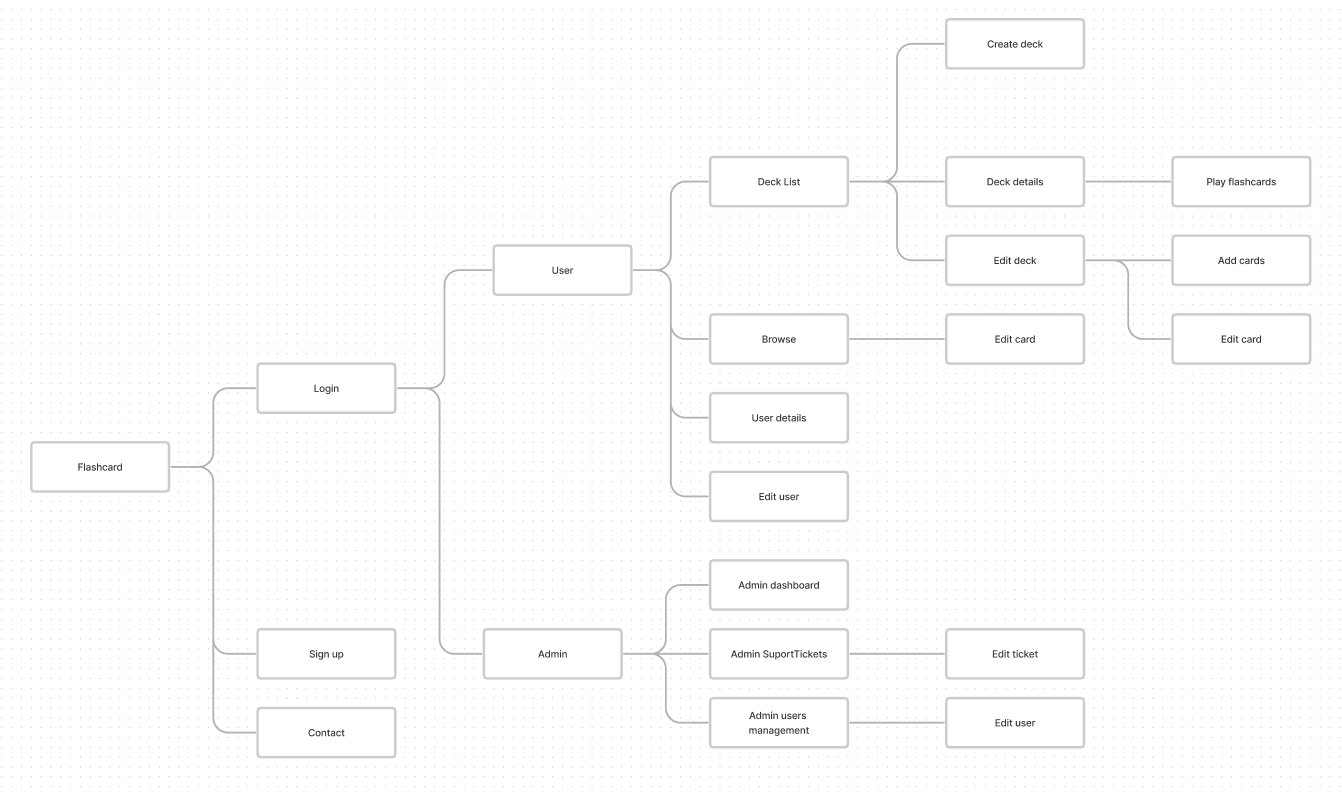 Create deck
Deck List
Deck details
Play flashcards
User
Edit deck
Add cards
Browse
Edit card
Edit card
Login
User details
Flashcard
Edit user
Admin dashboard
Sign up
Admin
Admin SuportTickets
Edit ticket
Contact
Admin users
management
Edit user